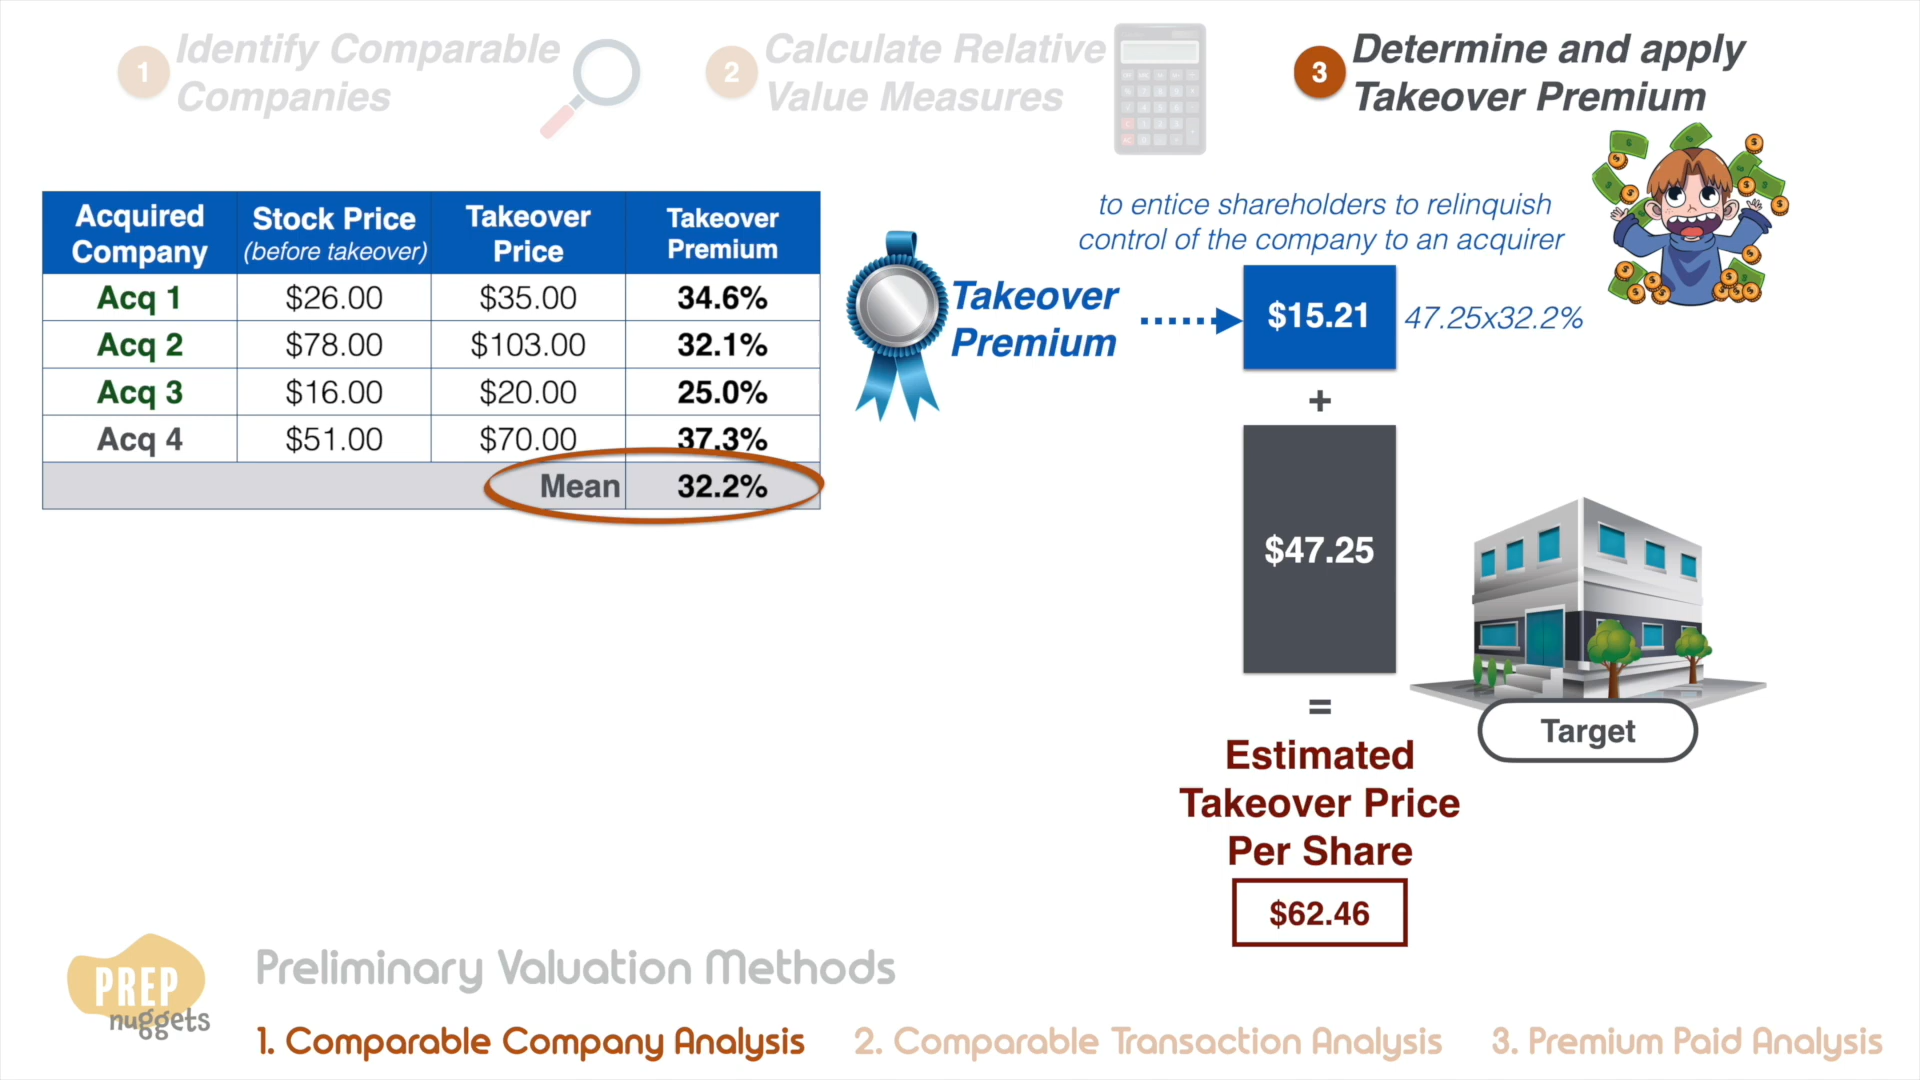 1
Identify Comparable
Companies
2
Calculate Relative
Value Measures
3
Determine and apply
Takeover Premium
Acquired Company Stock Price (before takeover) Takeover Price Takeover Premium
Acq 1 $26.00 $35.00 34.6%
Acq 2 $78.00 $103.00 32.1%
Acq 3 $16.00 $20.00 25.0%
Acq 4 $51.00 $70.00 37.3%
Mean 32.2%
Takeover
Premium
to entice shareholders to relinquish
control of the company to an acquirer
$15.21 47.25x32.2%
+
$47.25
=
Estimated
Takeover Price
Per Share
$62.46
Target
PREP
nuggets
Preliminary Valuation Methods
1. Comparable Company Analysis 2. Comparable Transaction Analysis 3. Premium Paid Analysis